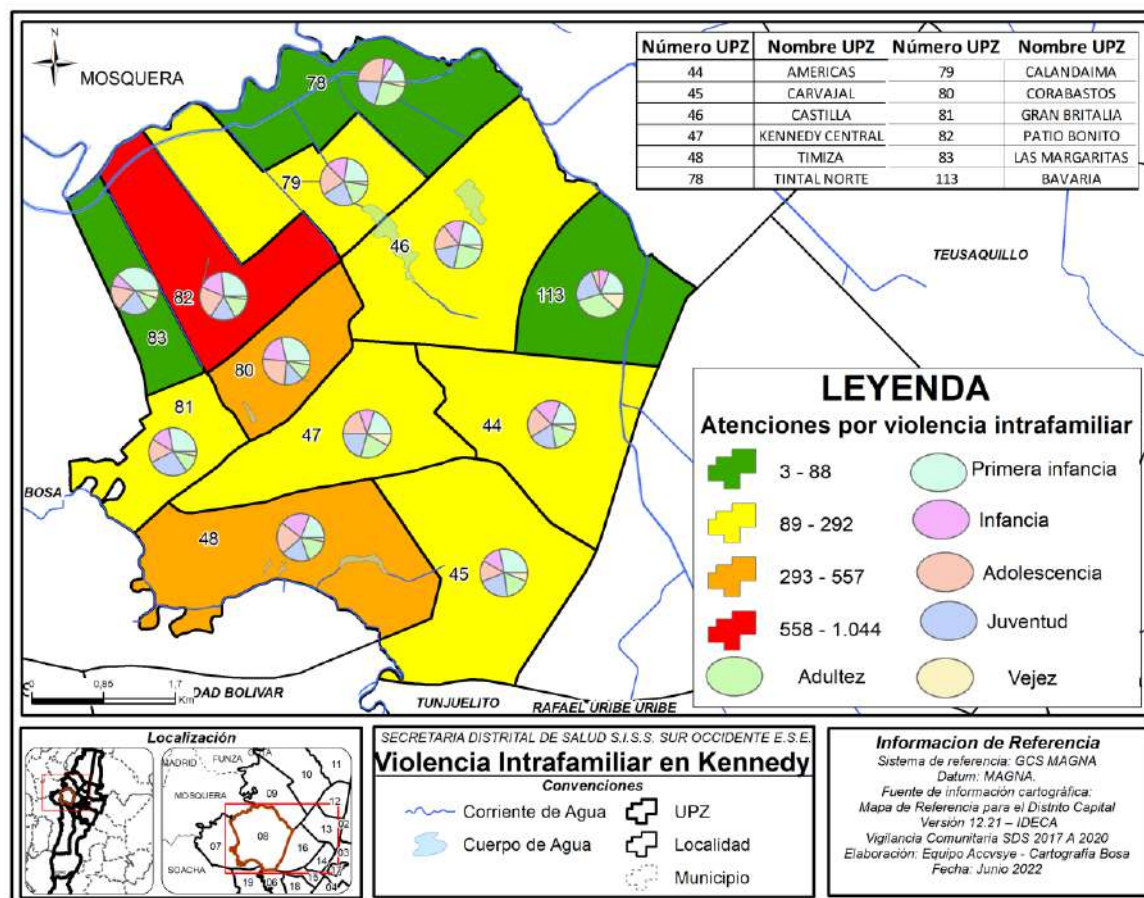 N
MOSQUERA
Número UPZ Nombre UPZ Número UPZ Nombre UPZ
44 AMERICAS 79 CALANDAIMA
45 CARVAJAL 80 CORABASTOS
46 CASTILLA 81 GRAN BRITALIA
47 KENNEDY CENTRAL 82 PATIO BONITO
48 TIMIZA 83 LAS MARGARITAS
78 TINTAL NORTE 113 BAVARIA
78
79
46
TEUSAQUILLO
113
82
83
80
81
47
44
BOSA
48
45
LEYENDA
Atenciones por violencia intrafamiliar
3 - 88
Primera infancia
89 - 292
Infancia
293 - 557
Adolescencia
558 - 1.044
Juventud
Adultez
Vejez
0 0,85 1,7
Km
DAD BOLIVAR
TUNJUELITO
RAFAEL URIBE URIBE
Localización
MADRID
FUNZA
MOSQUERA
SOACHA
11
10
09
12
02
13
08
07
16
03
14
15
19
06
18
04
SECRETARIA DISTRITAL DE SALUD S.I.S.S. SUR OCCIDENTE E.S.E.
Violencia Intrafamiliar en Kennedy
Convenciones
Corriente de Agua
UPZ
Cuerpo de Agua
Localidad
Municipio
Informacion de Referencia
Sistema de referencia: GCS MAGNA
Datum: MAGNA.
Fuente de información cartográfica:
Mapa de Referencia para el Distrito Capital
Versión 12.21 – IDECA
Vigilancia Comunitaria SDS 2017 A 2020
Elaboración: Equipo Accvsye - Cartografía Bosa
Fecha: Junio 2022